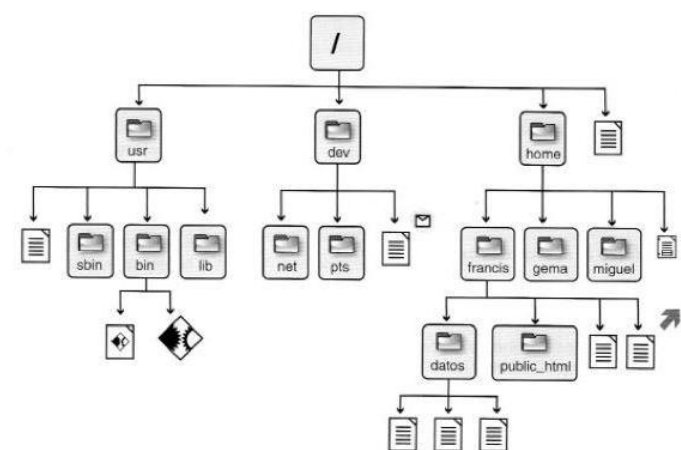 /
usr
dev
home
sbin
bin
lib
net
pts
francis
gema
miguel
datos
public_html